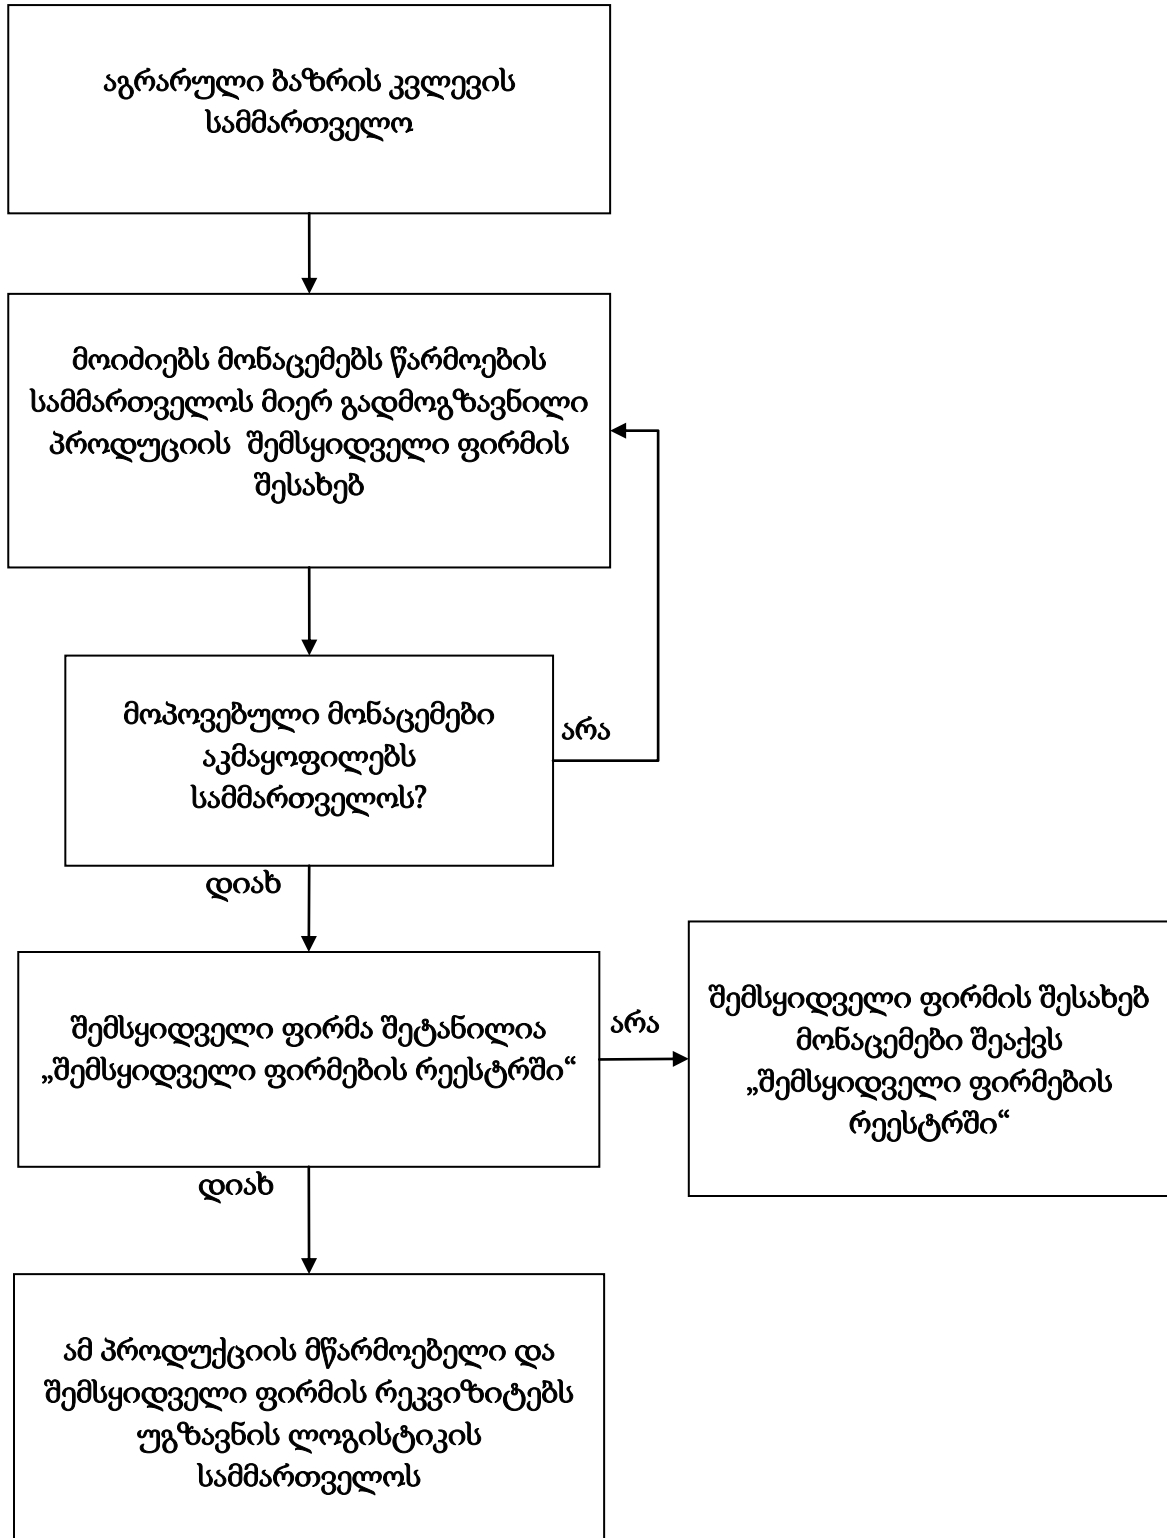 აგრარული ბაზრის კვლევის
სამმართველო
მოიძიებს მონაცემებს წარმოების
სამმართველოს მიერ გადმოგზავნილი
პროდუციის შემსყიდველი ფირმის
შესახებ
მოპოვებული მონაცემები
აკმაყოფილებს
სამმართველოს?
არა
დიახ
შემსყიდველი ფირმა შეტანილია
„შემსყიდველი ფირმების რეესტრში“
არა
შემსყიდველი ფირმის შესახებ
მონაცემები შეაქვს
„შემსყიდველი ფირმების
რეესტრში“
დიახ
ამ პროდუქციის მწარმოებელი და
შემსყიდველი ფირმის რეკვიზიტებს
უგზავნის ლოგისტიკის
სამმართველოს